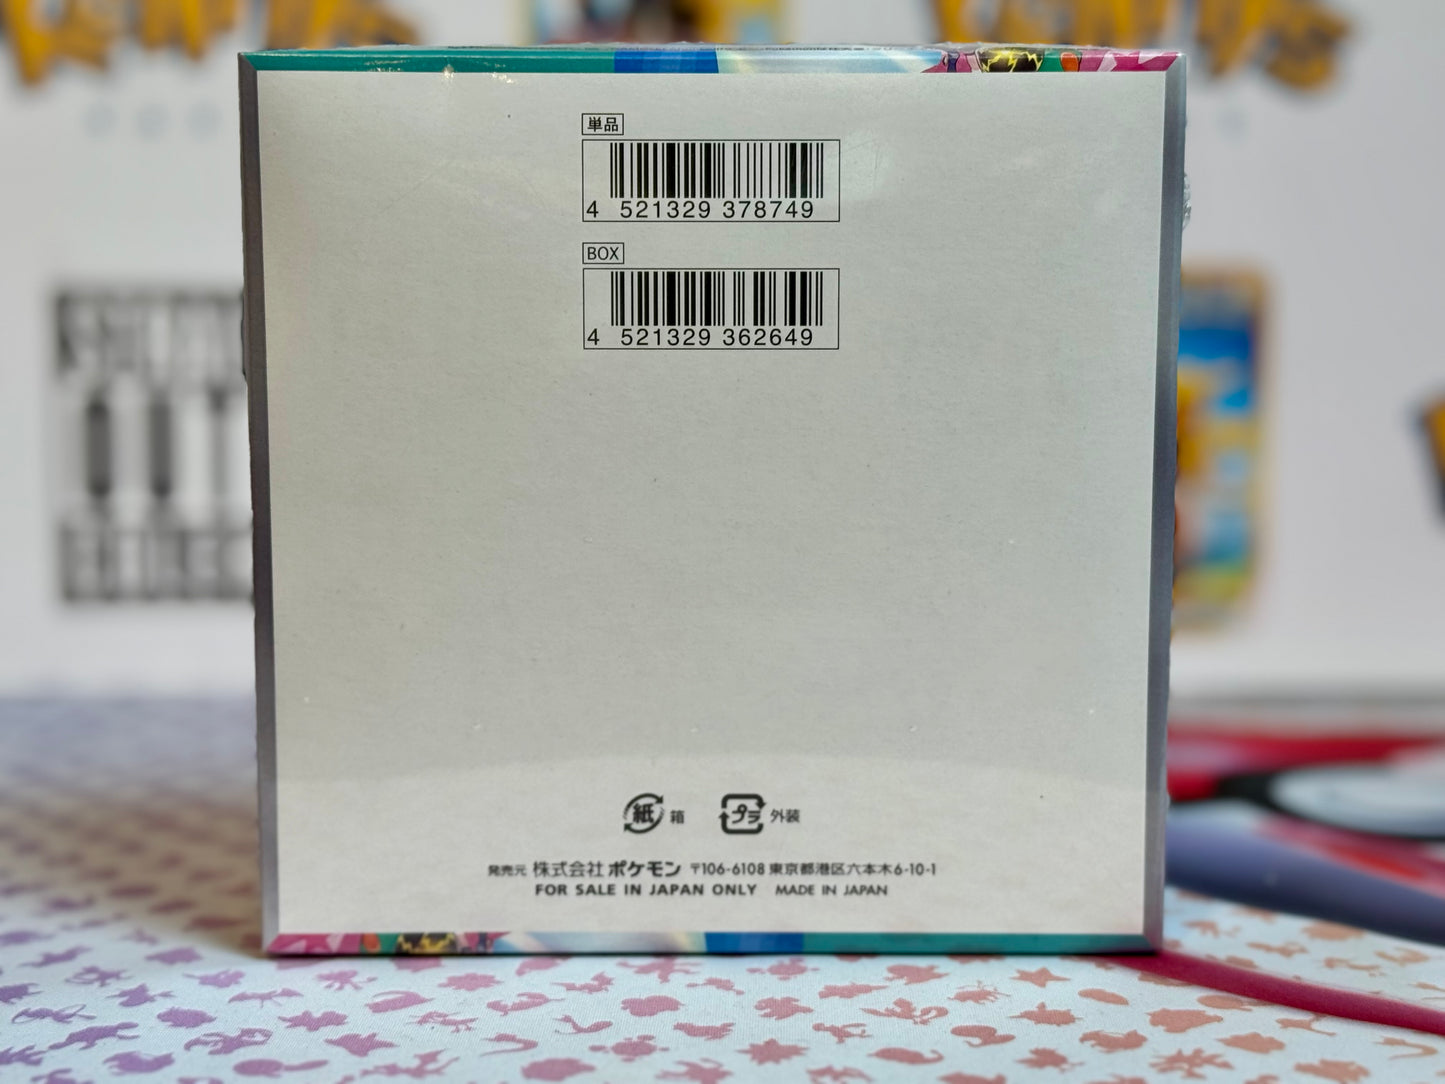 単品
4 521329 378749
BOX
4 521329 362649
紙 箱 プラ 外装
発売元 株式会社 ポケモン 〒106-6108 東京都港区六本木6-10-1
FOR SALE IN JAPAN ONLY MADE IN JAPAN